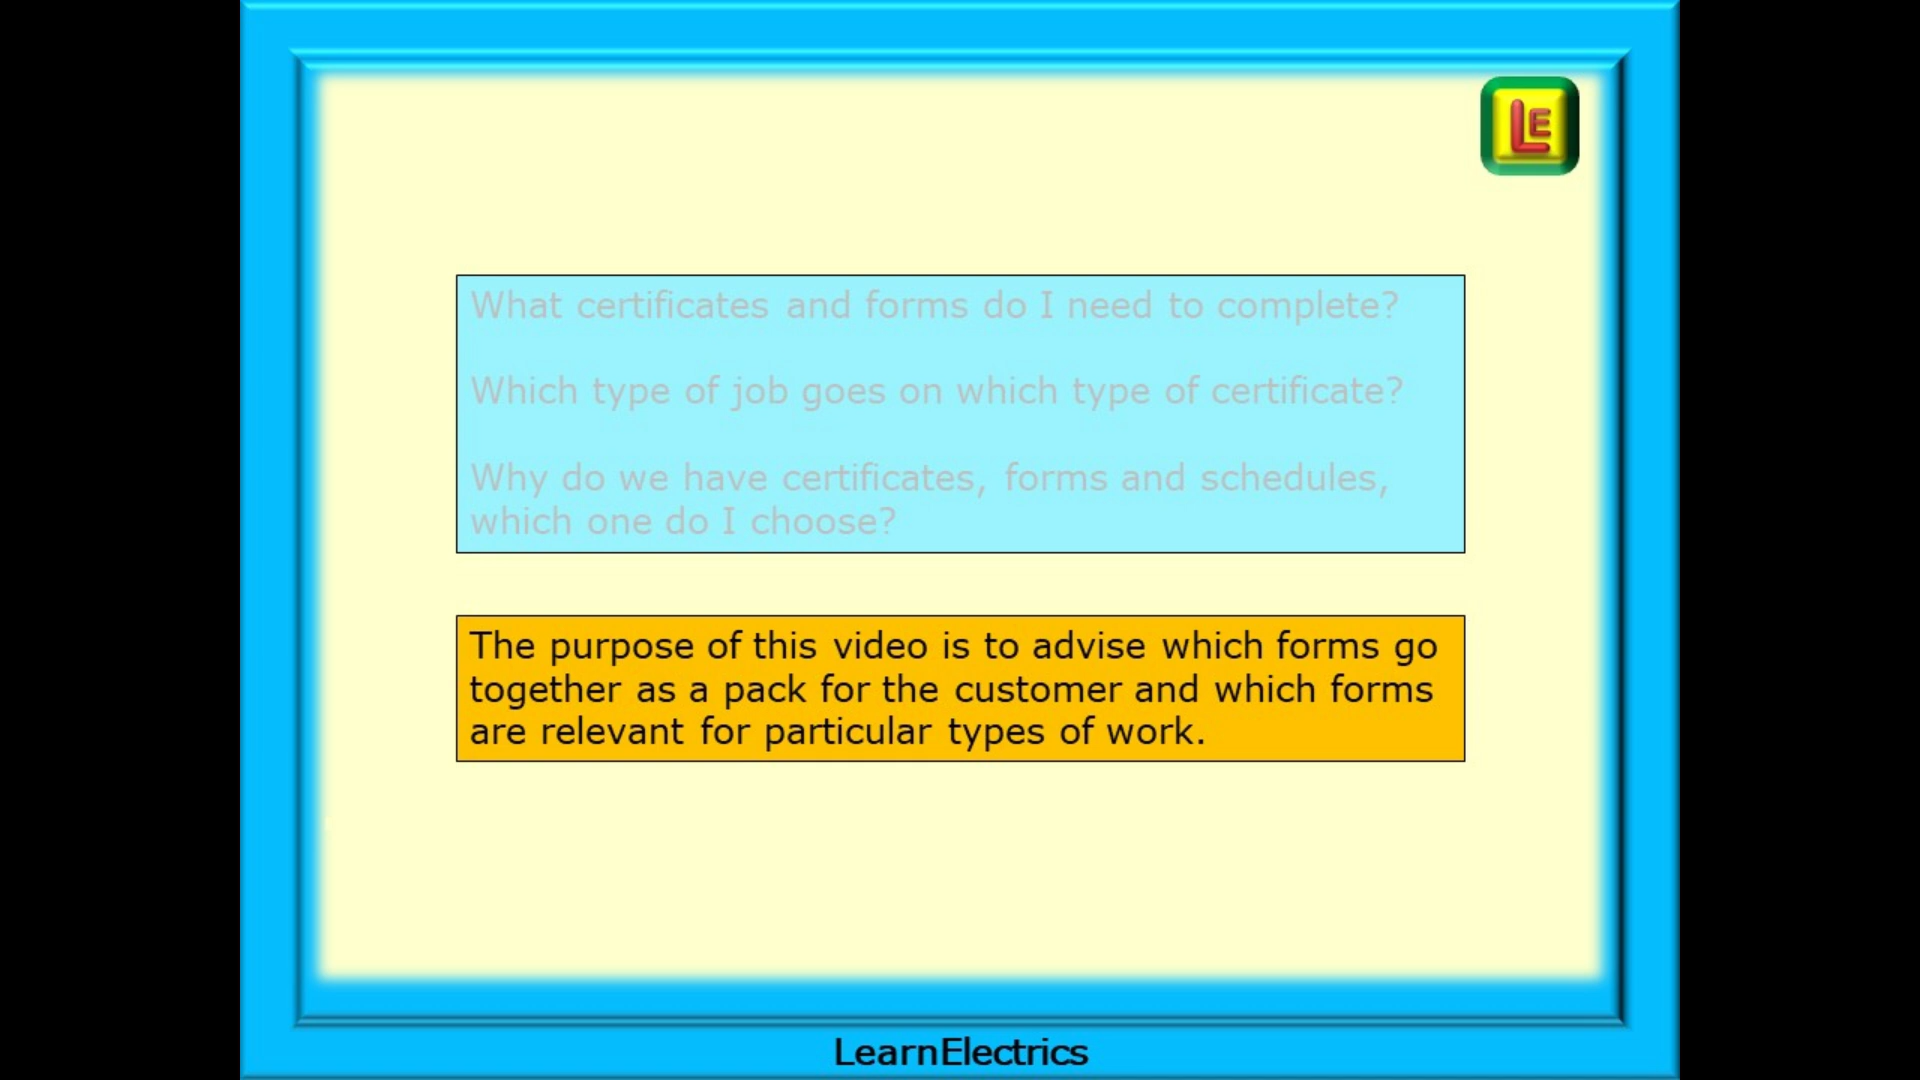 LE
What certificates and forms do I need to complete?
Which type of job goes on which type of certificate?
Why do we have certificates, forms and schedules,
which one do I choose?
The purpose of this video is to advise which forms go
together as a pack for the customer and which forms
are relevant for particular types of work.
LearnElectrics